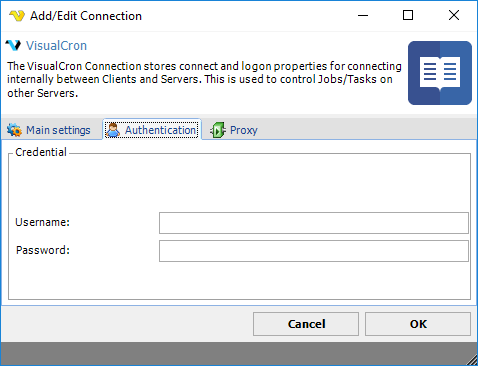 Add/Edit Connection
VisualCron
The VisualCron Connection stores connect and logon properties for connecting
internally between Clients and Servers. This is used to control Jobs/Tasks on
other Servers.
Main settings Authentication Proxy
Credential
Username:
Password:
Cancel OK